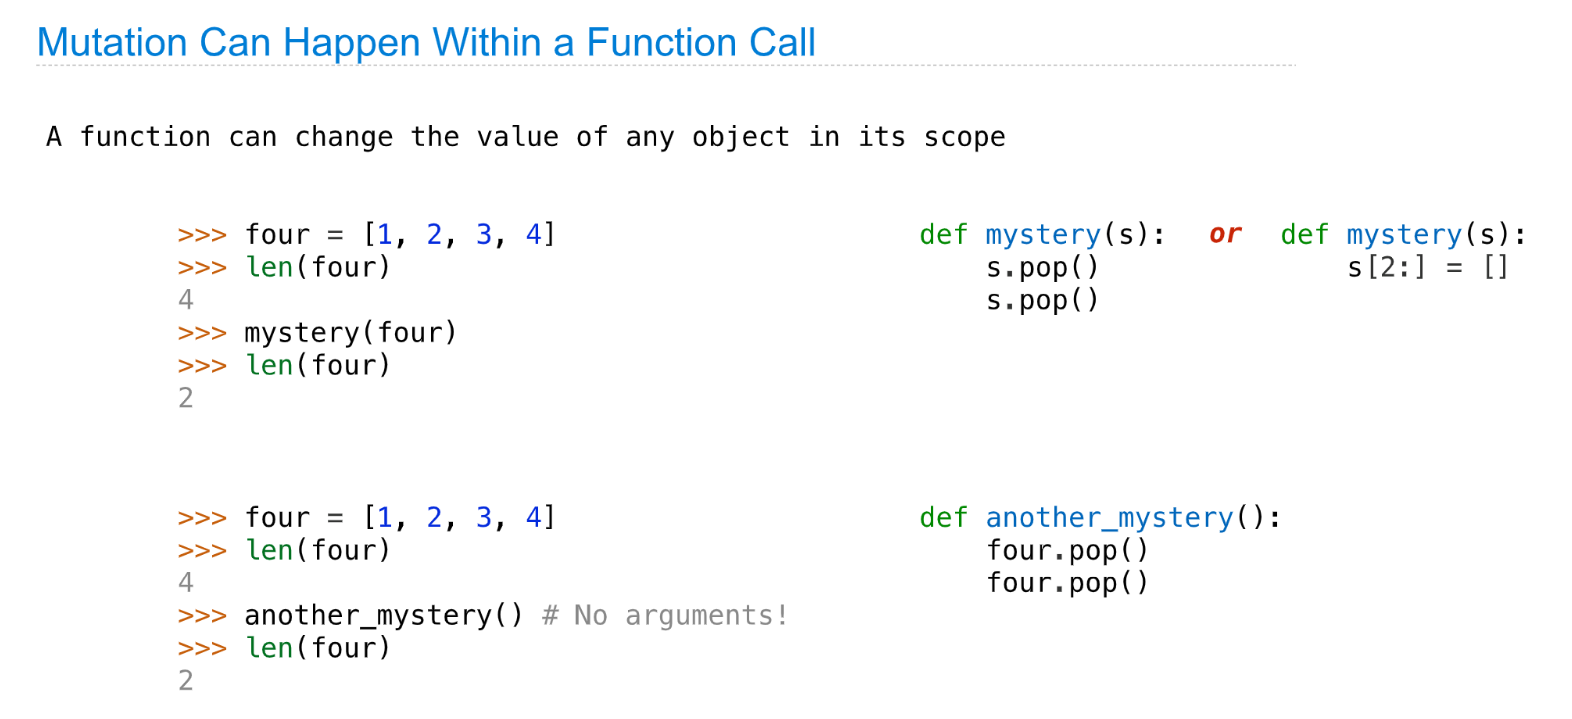 Mutation Can Happen Within a Function Call
A function can change the value of any object in its scope
>>> four = [1, 2, 3, 4]
>>> len(four)
4
>>> mystery(four)
>>> len(four)
2
def mystery(s):
    s.pop()
    s.pop()
or
def mystery(s):
    s[2:] = []
>>> four = [1, 2, 3, 4]
>>> len(four)
4
>>> another_mystery() # No arguments!
>>> len(four)
2
def another_mystery():
    four.pop()
    four.pop()